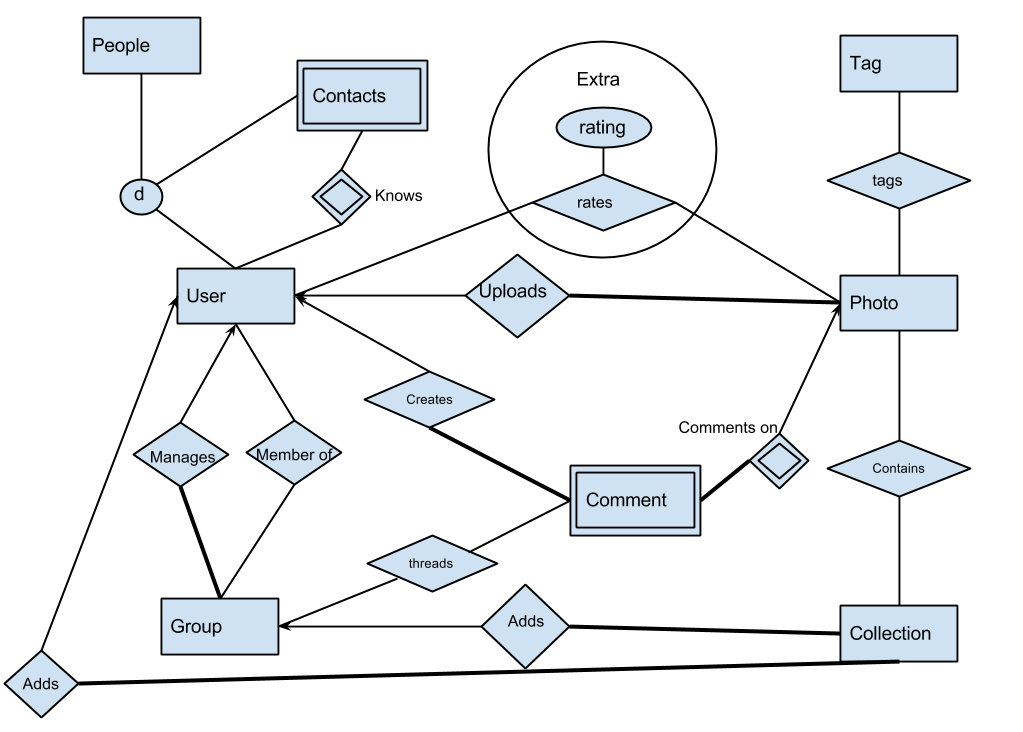 People
Contacts
Extra
Tag
rating
d
Knows
rates
tags
User
Uploads
Photo
Creates
Comments on
Manages
Member of
Contains
Comment
threads
Group
Adds
Collection
Adds